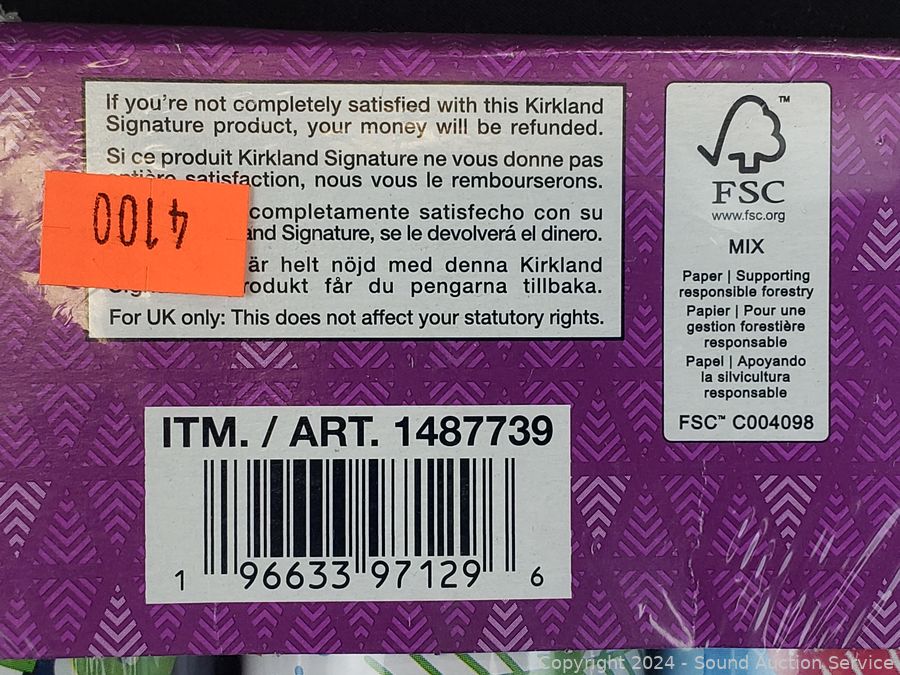 If you're not completely satisfied with this Kirkland
Signature product, your money will be refunded.
Si ce produit Kirkland Signature ne vous donne pas
entière satisfaction, nous vous le rembourserons.
completamente satisfecho con su
Signature, se le devolverá el dinero.
är helt nöjd med denna Kirkland
får du pengarna tillbaka.
For UK only: This does not affect your statutory rights.
4100
ITM. / ART. 1487739
1 96633 97129 6
TM
FSC
www.fsc.org
MIX
Paper | Supporting
responsible forestry
Papier | Pour une
gestion forestière
responsable
Papel | Apoyando
la silvicultura
responsable
FSC™ C004098
Copyright 2024 - Sound Auction Service